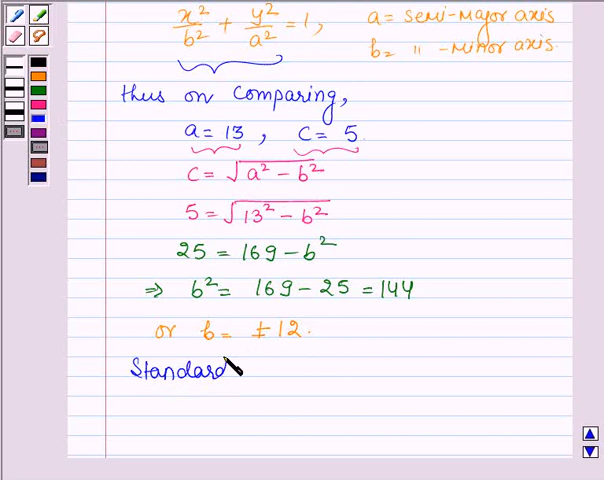 x²/b² + y²/a² = 1, a = semi-major axis
b = " -minor axis.
thus on comparing,
a = 13, c = 5.
c = √(a² - b²)
5 = √(13² - b²)
25 = 169 - b²
⇒ b² = 169 - 25 = 144
or b = ±12.
Standard